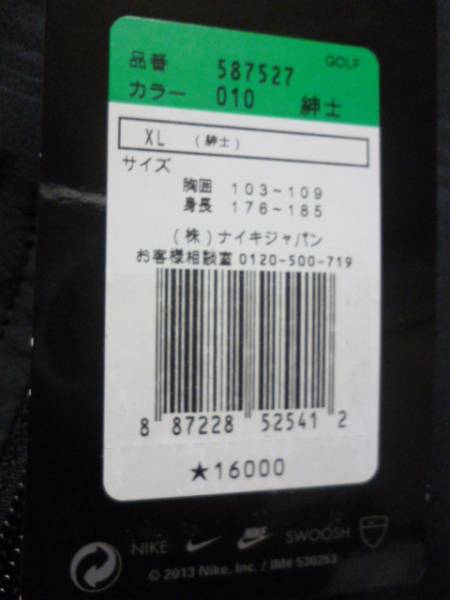 品番 587527 GOLF
カラー 010 紳士
XL (紳士)
サイズ
胸囲 103~109
身長 176~185
(株)ナイキジャパン
お客様相談室 0120-500-719
8 87228 52541 2
★16000
NIKE SWOOSH
© 2013 Nike, Inc. / IM# 530253